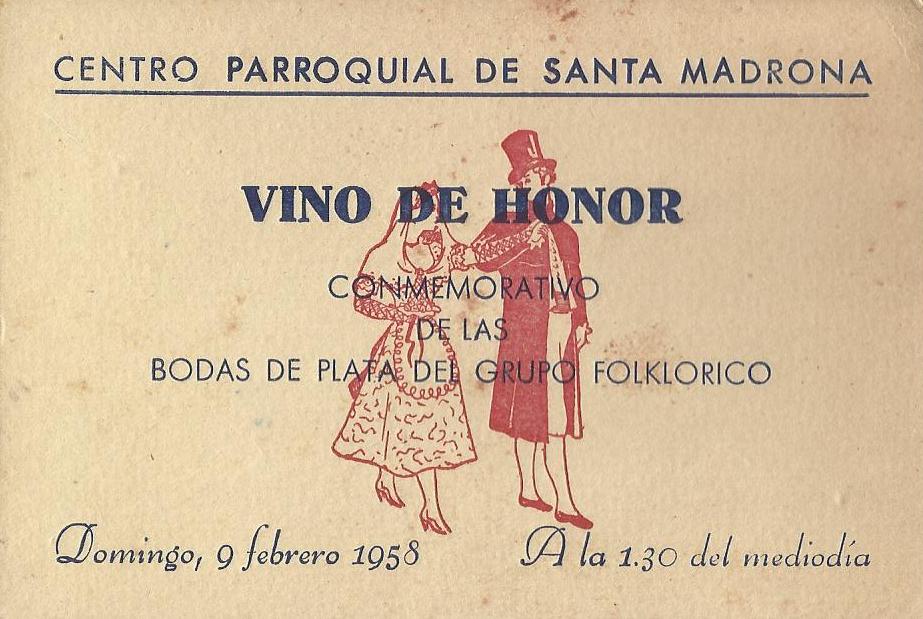 CENTRO PARROQUIAL DE SANTA MADRONA
VINO DE HONOR
CONMEMORATIVO
DE LAS
BODAS DE PLATA DEL GRUPO FOLKLORICO
Domingo, 9 febrero 1958 A la 1.30 del mediodía